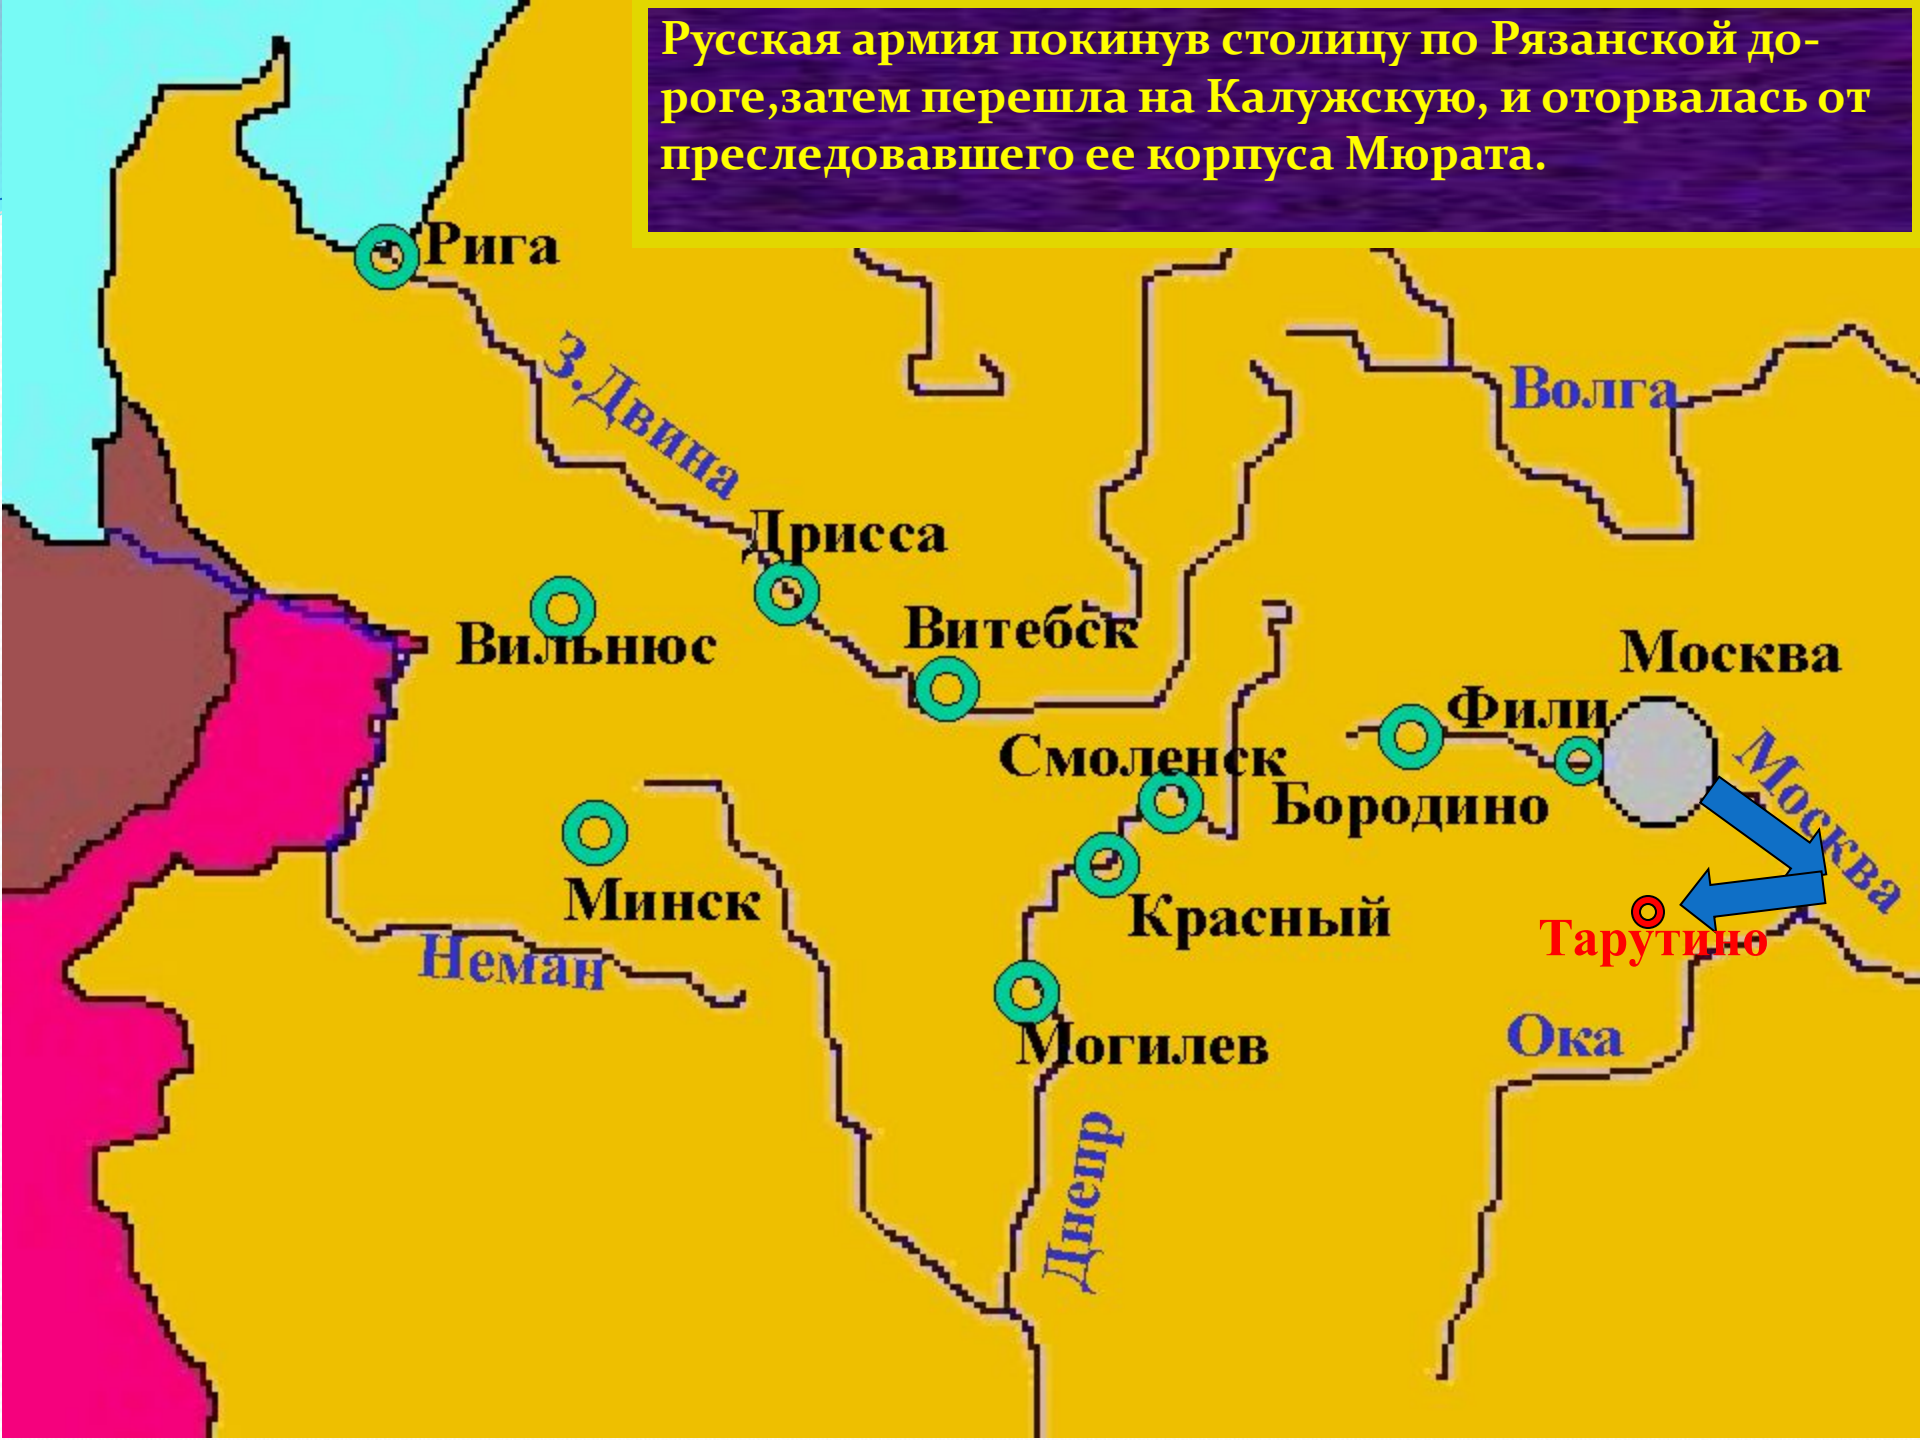 Русская армия покинув столицу по Рязанской до-
роге,затем перешла на Калужскую, и оторвалась от
преследовавшего ее корпуса Мюрата.
Рига
З.Двина
Волга
Дрисса
Витебск
Вильнюс
Москва
Фили
Смоленск
Бородино
Москва
Минск
Красный
Тарутино
Неман
Могилев
Ока
Днепр